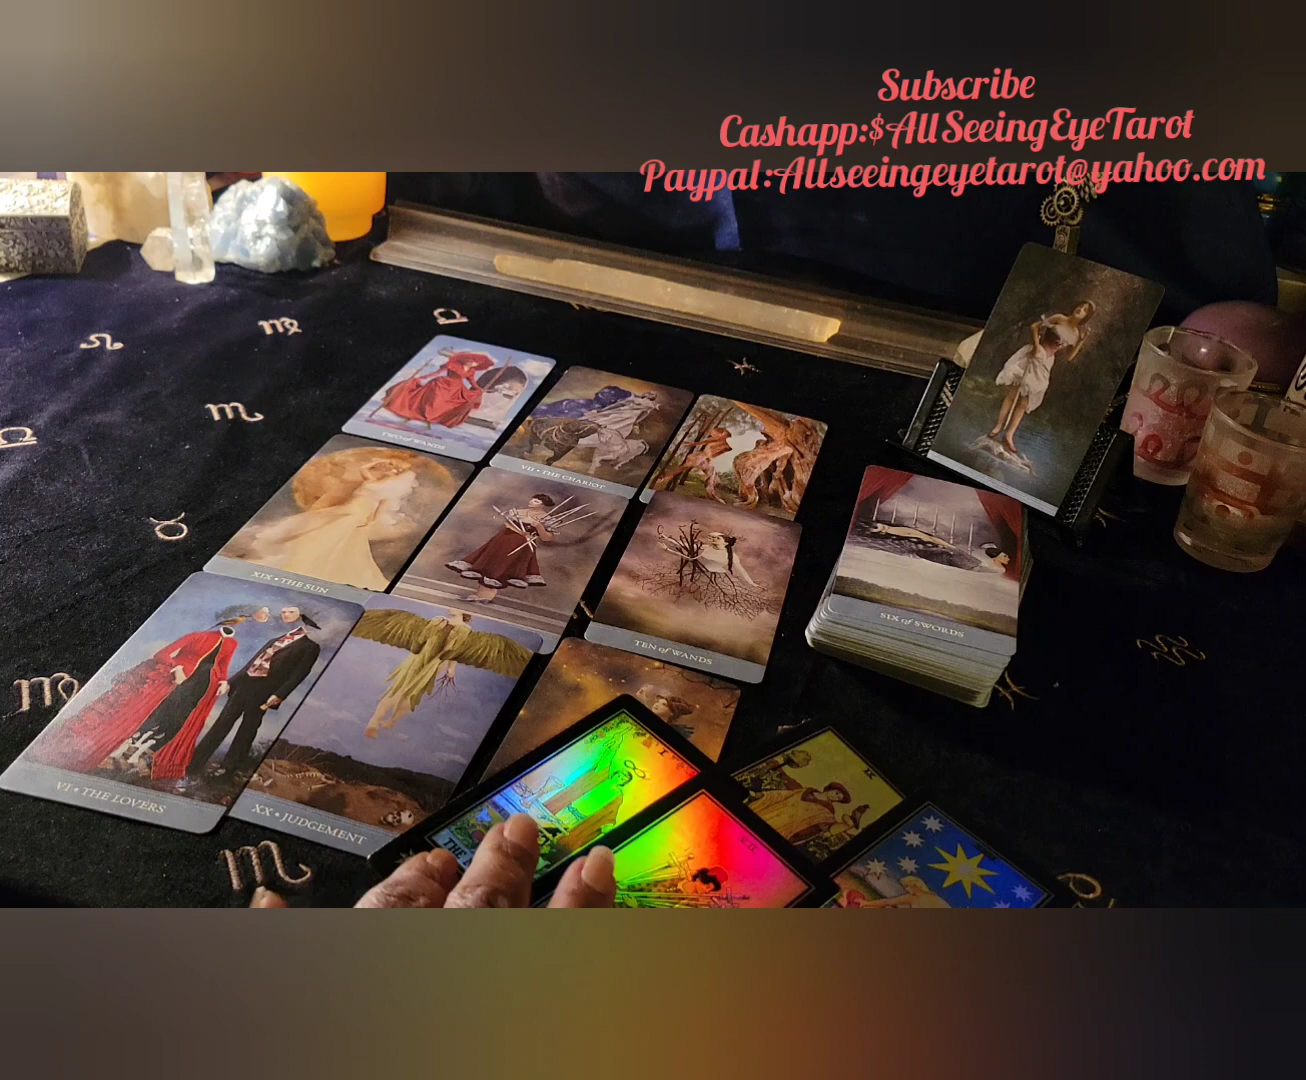 Subscribe
Cashapp:$AllSeeingEyeTarot
Paypal:Allseeingeyetarot@yahoo.com
TWO of WANDS
VII • THE CHARIOT
XIX • THE SUN
TEN of WANDS
SIX of SWORDS
VI • THE LOVERS
XX • JUDGEMENT
I
THE